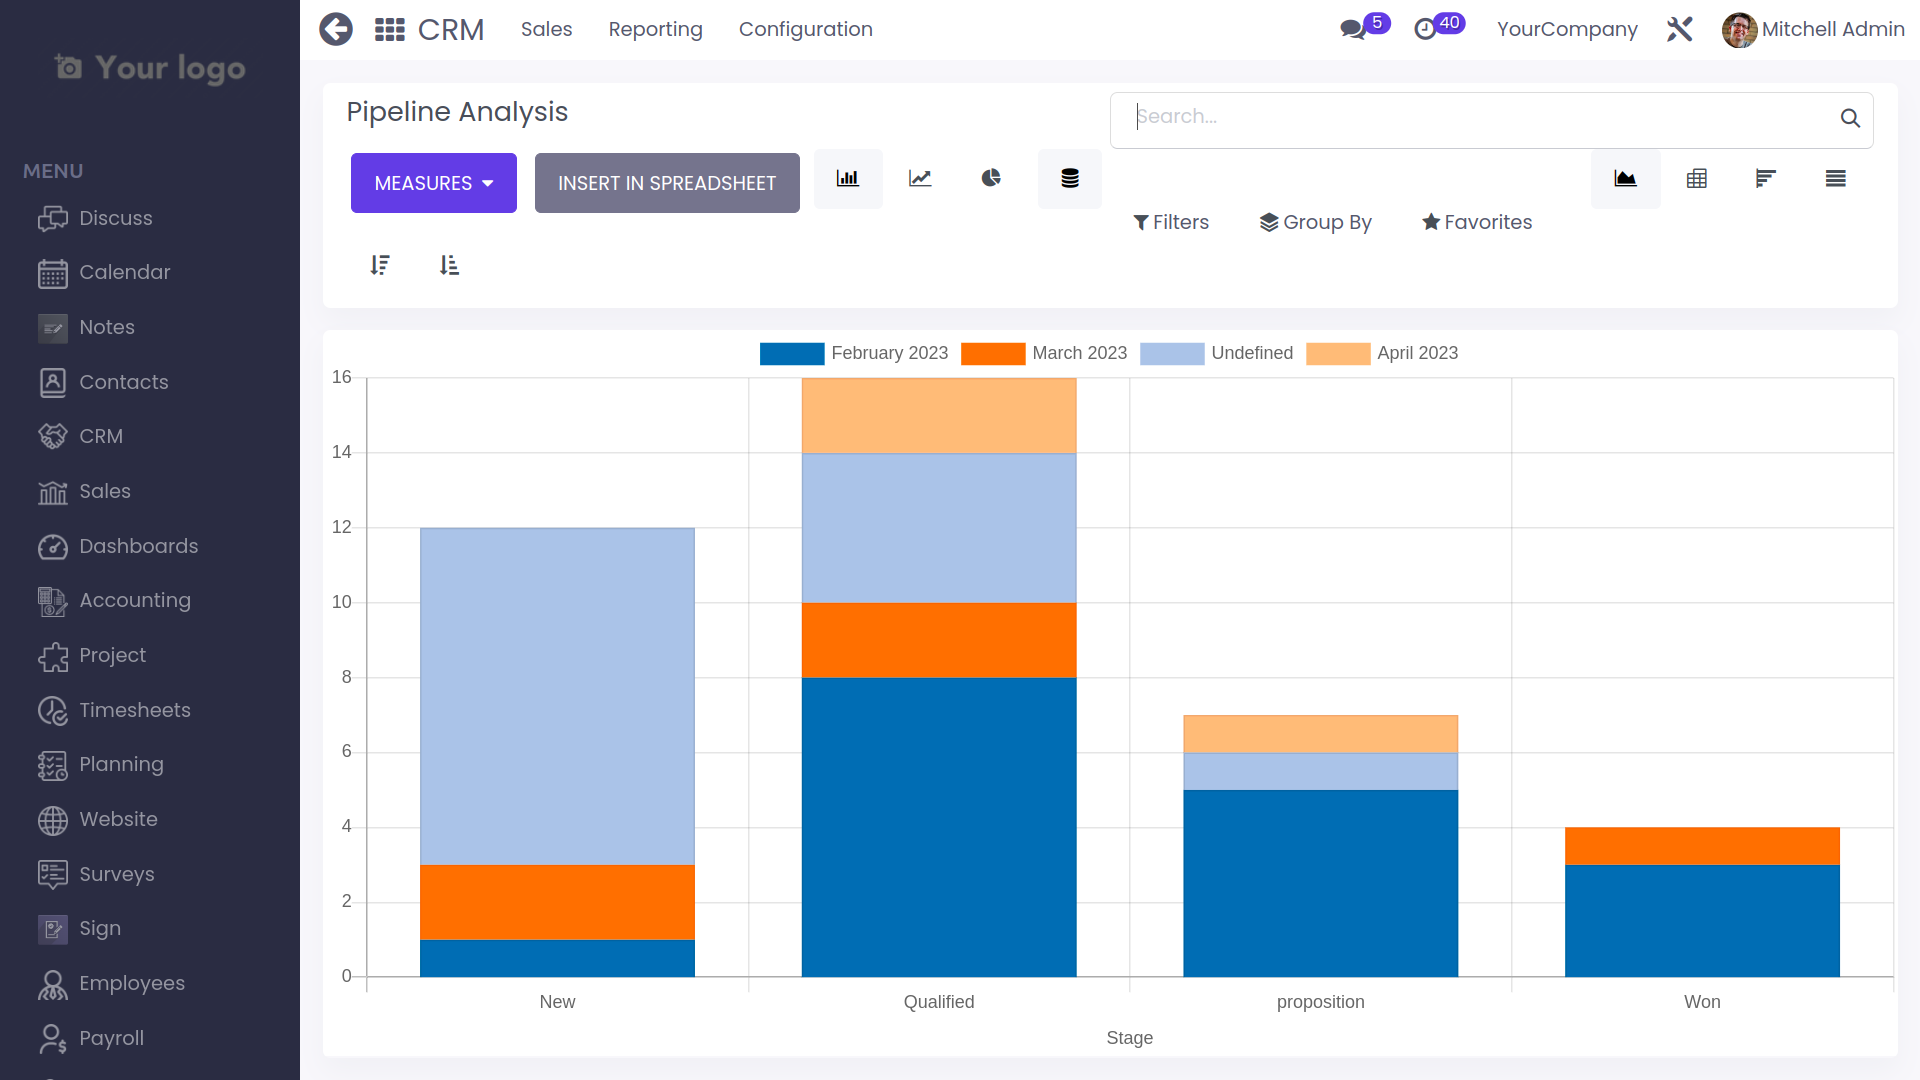 Your logo
MENU
Discuss
Calendar
Notes
Contacts
CRM
Sales
Dashboards
Accounting
Project
Timesheets
Planning
Website
Surveys
Sign
Employees
Payroll
CRM Sales Reporting Configuration 5 40 YourCompany Mitchell Admin
Pipeline Analysis
Search...
MEASURES INSERT IN SPREADSHEET
Filters Group By Favorites
February 2023 March 2023 Undefined April 2023
16
14
12
10
8
6
4
2
0
New Qualified proposition Won
Stage